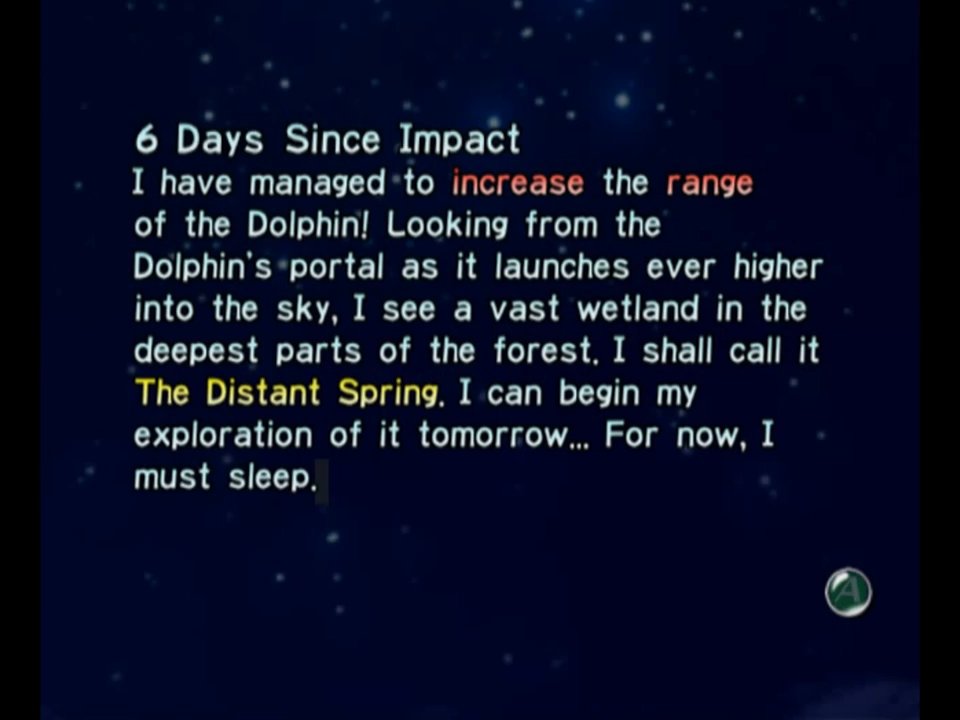 6 Days Since Impact
I have managed to increase the range
of the Dolphin! Looking from the
Dolphin's portal as it launches ever higher
into the sky, I see a vast wetland in the
deepest parts of the forest. I shall call it
The Distant Spring. I can begin my
exploration of it tomorrow... For now, I
must sleep.
A